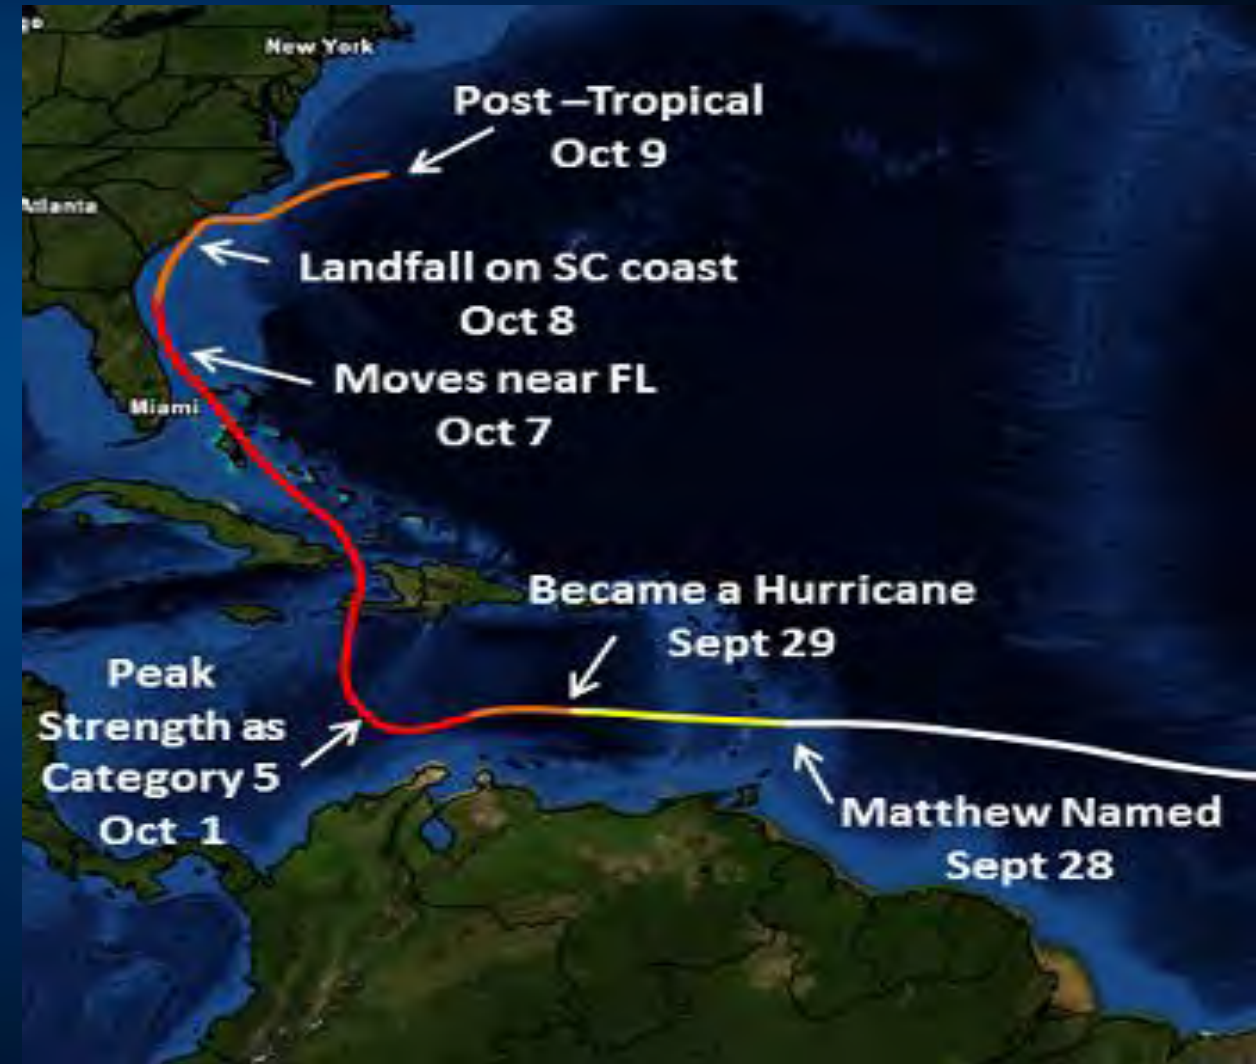 go
New York
Post –Tropical
Oct 9
Atlanta
Landfall on SC coast
Oct 8
Moves near FL
Oct 7
Miami
Became a Hurricane
Sept 29
Peak
Strength as
Category 5
Oct 1
Matthew Named
Sept 28